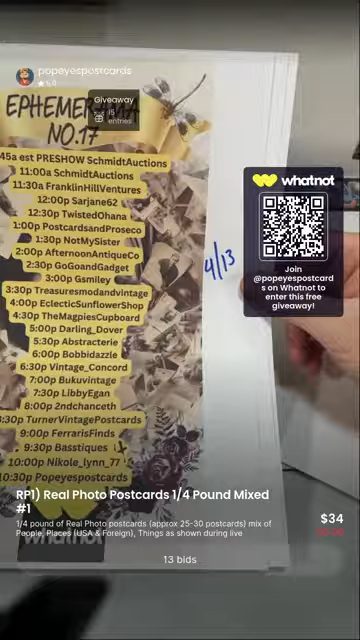 popeyespostcards
★5.0
Giveaway
entries
EPHEMERAMA
NO.17
45a est PRESHOW SchmidtAuctions
11:00a SchmidtAuctions
11:30a FranklinHillVentures
12:00p Sarjane62
12:30p TwistedOhana
1:00p PostcardsandProseco
1:30p NotMySister
2:00p AfternoonAntiqueCo
2:30p GoGoandGadget
3:00p Gsmiley
3:30p Treasuresmodandvintage
4:00p EclecticSunflowerShop
4:30p TheMagpiesCupboard
5:00p Darling_Dover
5:30p Abstracterie
6:00p Bobbidazzle
6:30p Vintage_Concord
7:00p Bukuvintage
7:30p LibbyEgan
8:00p 2ndchanceth
8:30p TurnerVintagePostcards
9:00p FerrarisFinds
9:30p Basstiques
10:00p Nikole_lynn_77
10:30p Popeyespostcards
4/13
whatnot
Join
@popeyespostcard
s on Whatnot to
enter this free
giveaway!
RP1) Real Photo Postcards 1/4 Pound Mixed
#1
1/4 pound of Real Photo postcards (approx 25-30 postcards) mix of
People, Places (USA & Foreign), Things as shown during live
$34
whatnot
13 bids